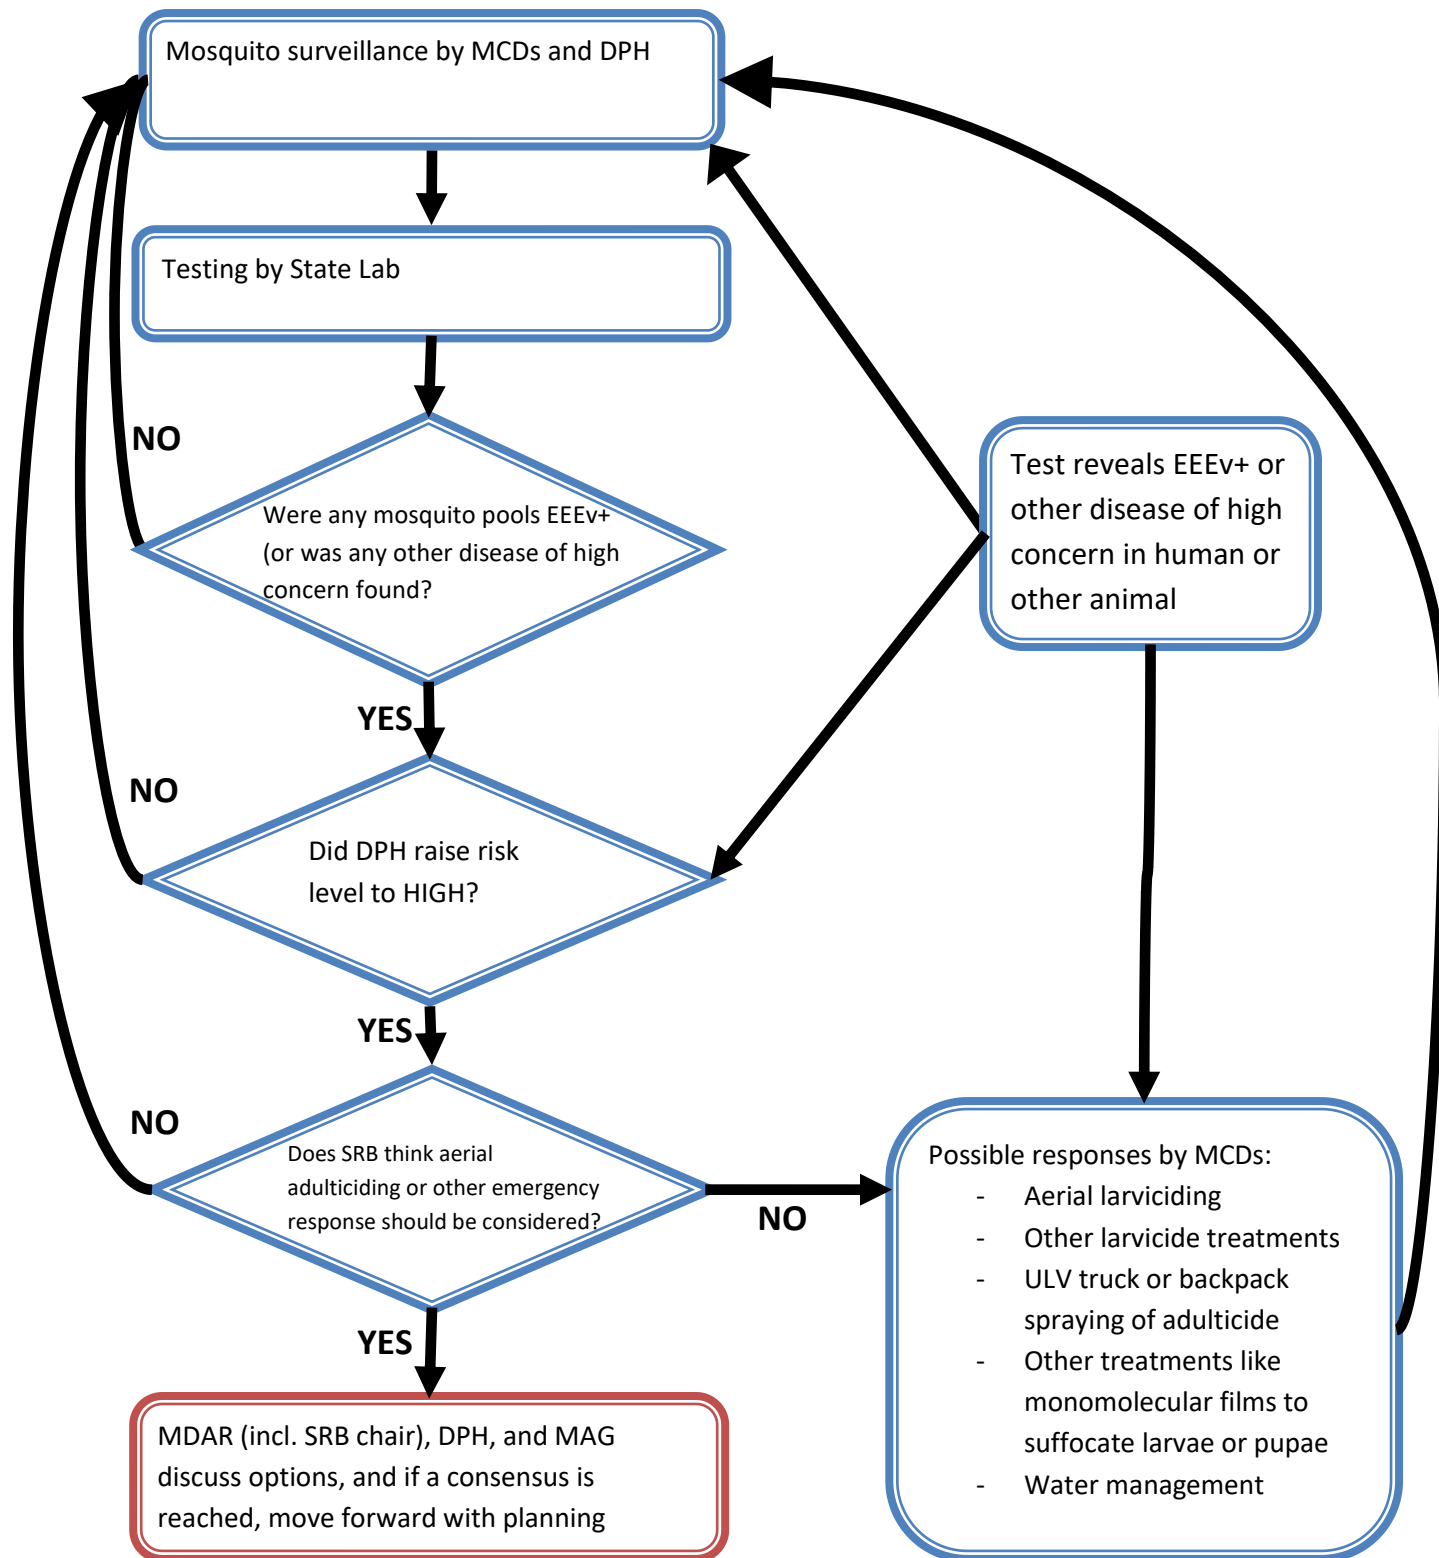 Mosquito surveillance by MCDs and DPH
Testing by State Lab
NO
Were any mosquito pools EEEv+
(or was any other disease of high
concern found?
Test reveals EEEv+ or
other disease of high
concern in human or
other animal
YES
NO
Did DPH raise risk
level to HIGH?
YES
NO
Does SRB think aerial
adulticiding or other emergency
response should be considered?
NO
Possible responses by MCDs:
- Aerial larviciding
- Other larvicide treatments
- ULV truck or backpack
spraying of adulticide
- Other treatments like
monomolecular films to
suffocate larvae or pupae
- Water management
YES
MDAR (incl. SRB chair), DPH, and MAG
discuss options, and if a consensus is
reached, move forward with planning